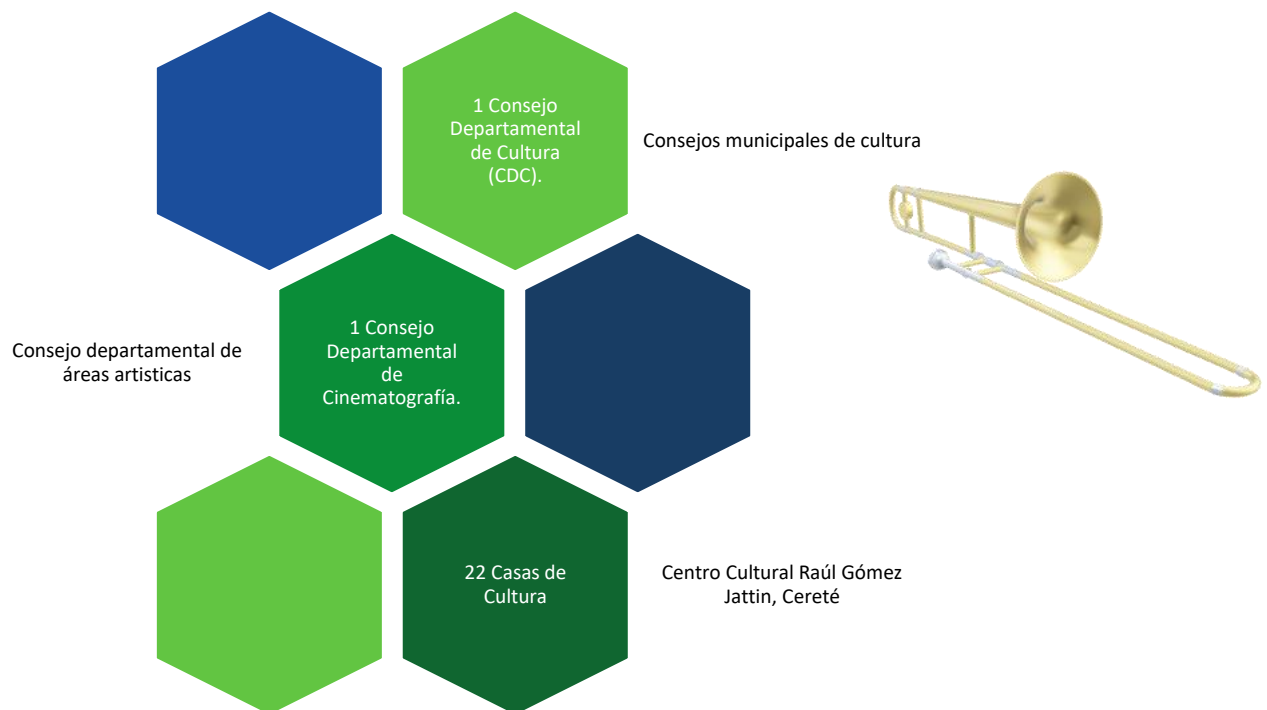 1 Consejo
Departamental
de Cultura
(CDC).
Consejos municipales de cultura
Consejo departamental de
áreas artisticas
1 Consejo
Departamental
de
Cinematografía.
22 Casas de
Cultura
Centro Cultural Raúl Gómez
Jattin, Cereté